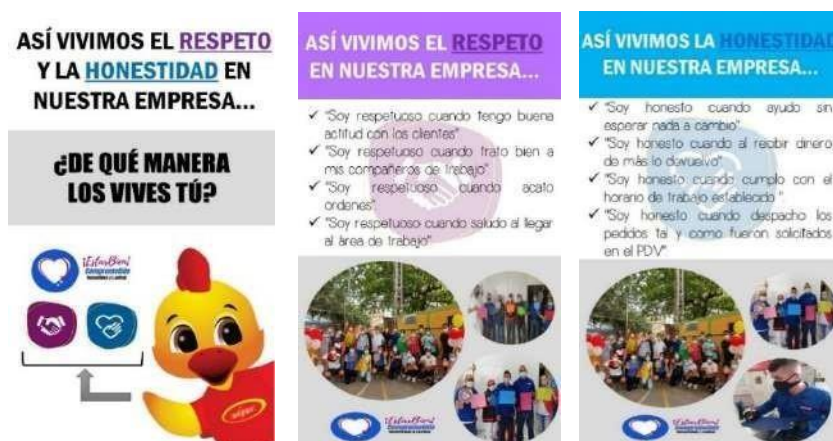 ASÍ VIVIMOS EL RESPETO
Y LA HONESTIDAD EN
NUESTRA EMPRESA...
¿DE QUÉ MANERA
LOS VIVES TÚ?
¡EstarBien!
Comprometidos
ASÍ VIVIMOS EL RESPETO
EN NUESTRA EMPRESA...
✓ "Soy respetuoso cuando tengo buena
actitud con los clientes"
✓ "Soy respetuoso cuando trato bien a
mis compañeros de trabajo".
✓ "Soy respetuoso cuando acato
ordenes".
✓ "Soy respetuoso cuando saludo al llegar
al área de trabajo"
¡EstarBien!
ASÍ VIVIMOS LA HONESTIDAD
EN NUESTRA EMPRESA...
✓ "Soy honesto cuando ayudo sin
esperar nada a cambio".
✓ "Soy honesto cuando al recibir dinero
de más lo devuelvo"
✓ "Soy honesto cuando cumplo con el
horario de trabajo establecido ".
✓ "Soy honesto cuando despacho los
pedidos tal y como fueron solicitados
en el PDV"
¡EstarBien!